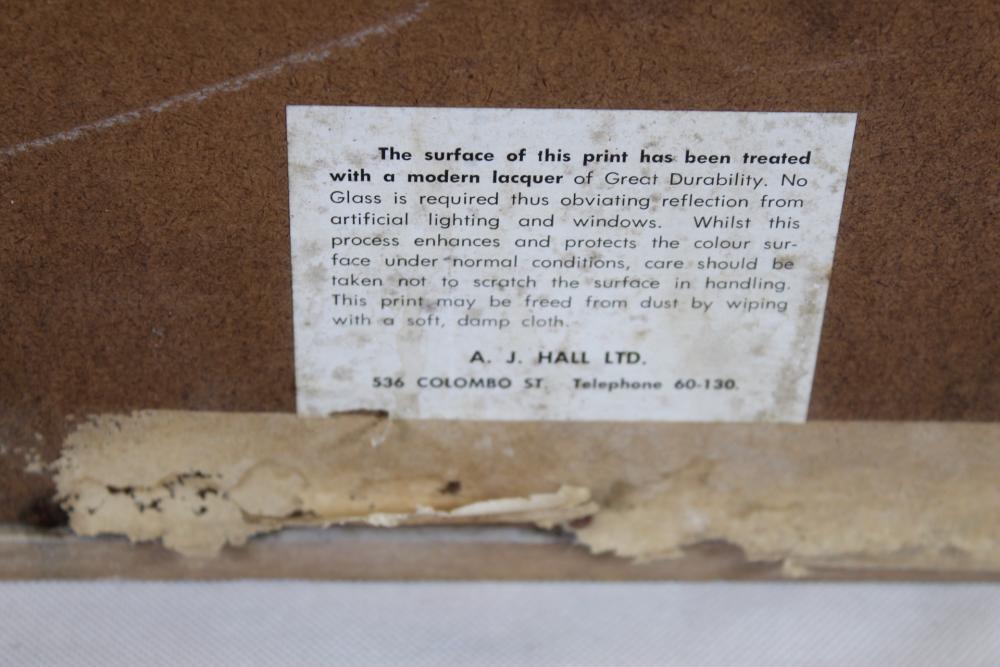 The surface of this print has been treated
with a modern lacquer of Great Durability. No
Glass is required thus obviating reflection from
artificial lighting and windows. Whilst this
process enhances and protects the colour sur-
face under normal conditions, care should be
taken not to scratch the surface in handling.
This print may be freed from dust by wiping
with a soft, damp cloth.
A. J. HALL LTD.
536 COLOMBO ST. Telephone 60-130.